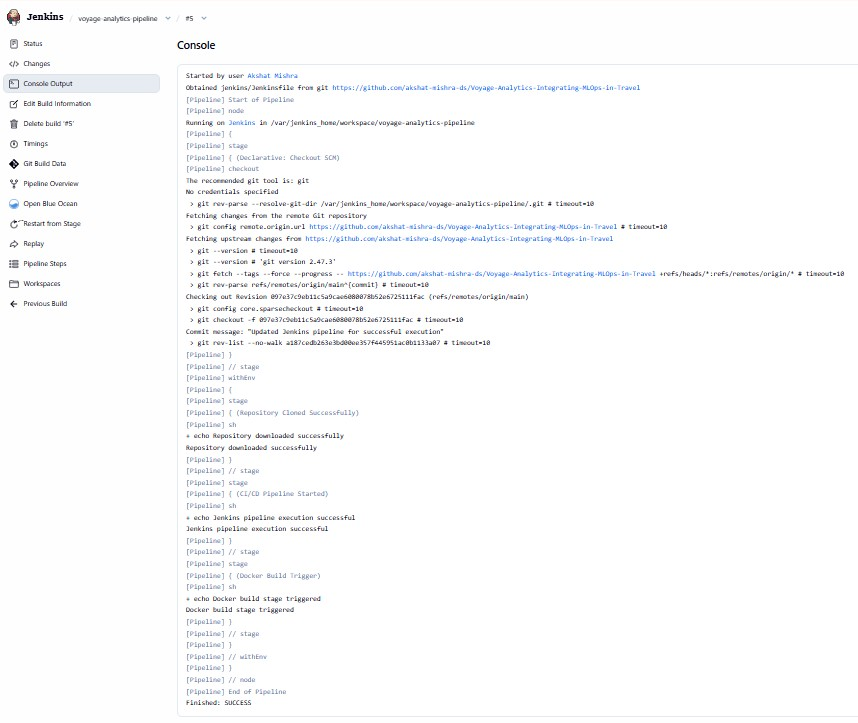 Jenkins / voyage-analytics-pipeline / #5
Status
Changes
Console Output
Edit Build Information
Delete build '#5'
Timings
Git Build Data
Pipeline Overview
Open Blue Ocean
Restart from Stage
Replay
Pipeline Steps
Workspaces
Previous Build
Console
Started by user Akshat Mishra
Obtained jenkins/Jenkinsfile from git https://github.com/akshat-mishra-ds/Voyage-Analytics-Integrating-MLOps-in-Travel
[Pipeline] Start of Pipeline
[Pipeline] node
Running on Jenkins in /var/jenkins_home/workspace/voyage-analytics-pipeline
[Pipeline] {
[Pipeline] stage
[Pipeline] { (Declarative: Checkout SCM)
[Pipeline] checkout
The recommended git tool is: git
No credentials specified
> git rev-parse --resolve-git-dir /var/jenkins_home/workspace/voyage-analytics-pipeline/.git # timeout=10
Fetching changes from the remote Git repository
> git config remote.origin.url https://github.com/akshat-mishra-ds/Voyage-Analytics-Integrating-MLOps-in-Travel # timeout=10
Fetching upstream changes from https://github.com/akshat-mishra-ds/Voyage-Analytics-Integrating-MLOps-in-Travel
> git --version # timeout=10
> git --version # 'git version 2.47.3'
> git fetch --tags --force --progress -- https://github.com/akshat-mishra-ds/Voyage-Analytics-Integrating-MLOps-in-Travel +refs/heads/*:refs/remotes/origin/* # timeout=10
> git rev-parse refs/remotes/origin/main^{commit} # timeout=10
Checking out Revision 097e37c9eb11c5a9cae6080078b52e6725111fac (refs/remotes/origin/main)
> git config core.sparsecheckout # timeout=10
> git checkout -f 097e37c9eb11c5a9cae6080078b52e6725111fac # timeout=10
Commit message: "Updated Jenkins pipeline for successful execution"
> git rev-list --no-walk a187cedb263e3bd00ee357f445951ac0b1133a07 # timeout=10
[Pipeline] }
[Pipeline] // stage
[Pipeline] withEnv
[Pipeline] {
[Pipeline] stage
[Pipeline] { (Repository Cloned Successfully)
[Pipeline] sh
+ echo Repository downloaded successfully
Repository downloaded successfully
[Pipeline] }
[Pipeline] // stage
[Pipeline] stage
[Pipeline] { (CI/CD Pipeline Started)
[Pipeline] sh
+ echo Jenkins pipeline execution successful
Jenkins pipeline execution successful
[Pipeline] }
[Pipeline] // stage
[Pipeline] stage
[Pipeline] { (Docker Build Trigger)
[Pipeline] sh
+ echo Docker build stage triggered
Docker build stage triggered
[Pipeline] }
[Pipeline] // stage
[Pipeline] }
[Pipeline] // withEnv
[Pipeline] }
[Pipeline] // node
[Pipeline] End of Pipeline
Finished: SUCCESS